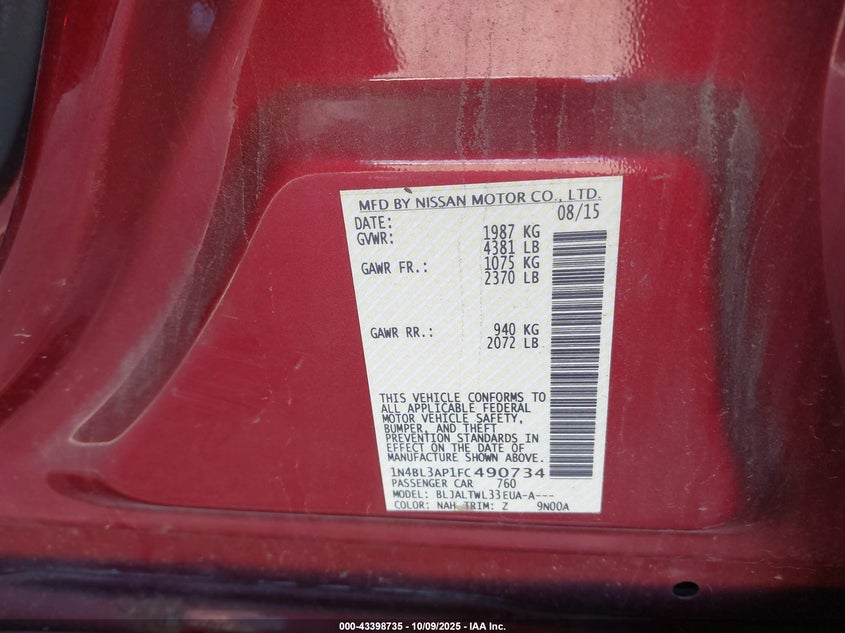 MFD BY NISSAN MOTOR CO., LTD.
DATE: 08/15
GVWR: 1987 KG
4381 LB
GAWR FR.: 1075 KG
2370 LB
GAWR RR.: 940 KG
2072 LB
THIS VEHICLE CONFORMS TO
ALL APPLICABLE FEDERAL
MOTOR VEHICLE SAFETY,
BUMPER, AND THEFT
PREVENTION STANDARDS IN
EFFECT ON THE DATE OF
MANUFACTURE SHOWN ABOVE.
1N4BL3AP1FC490734
PASSENGER CAR 760
MODEL: BLJALTWL33EUA-A---
COLOR: NAH TRIM: Z 9N00A
000-43398735 - 10/09/2025 - IAA Inc.